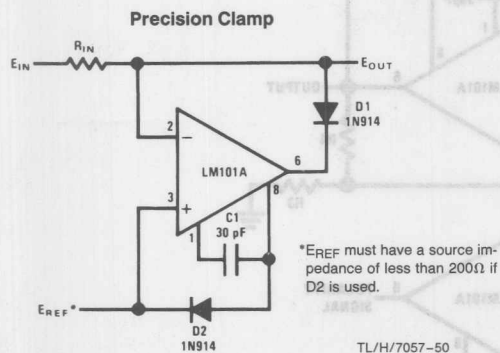 Precision Clamp
RIN
EIN
EOUT
D1
1N914
2
−
6
LM101A
8
3
+
C1
30 pF
1
*EREF must have a source im-
pedance of less than 200Ω if
D2 is used.
EREF*
D2
1N914
TL/H/7057–50